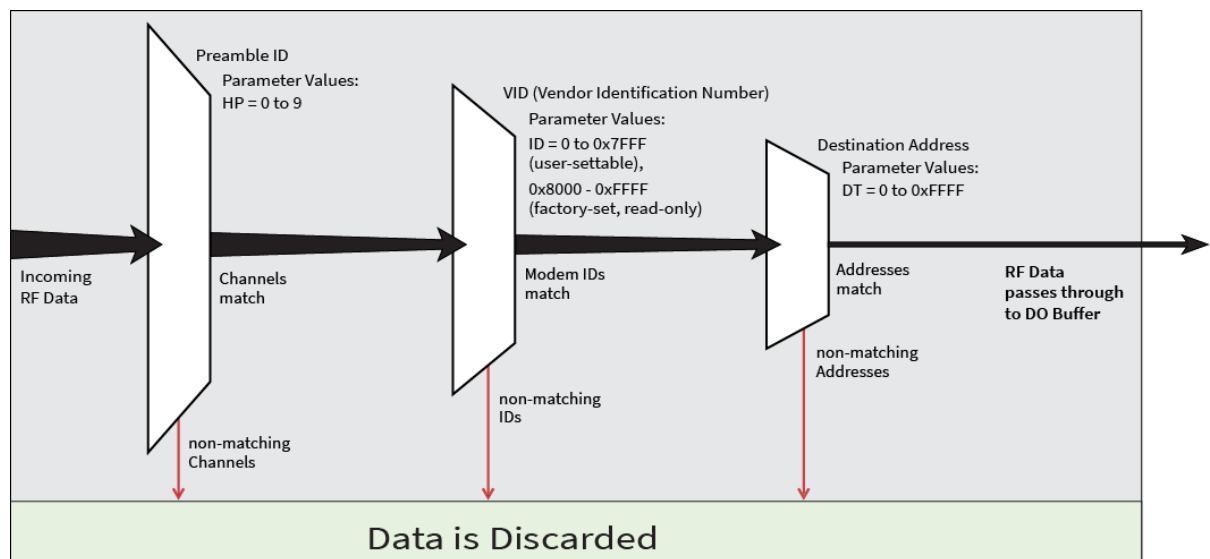 Preamble ID
Parameter Values:
HP = 0 to 9
VID (Vendor Identification Number)
Parameter Values:
ID = 0 to 0x7FFF
(user-settable),
0x8000 - 0xFFFF
(factory-set, read-only)
Destination Address
Parameter Values:
DT = 0 to 0xFFFF
Incoming
RF Data
Channels
match
Modem IDs
match
Addresses
match
RF Data
passes through
to DO Buffer
non-matching
Channels
non-matching
IDs
non-matching
Addresses
Data is Discarded